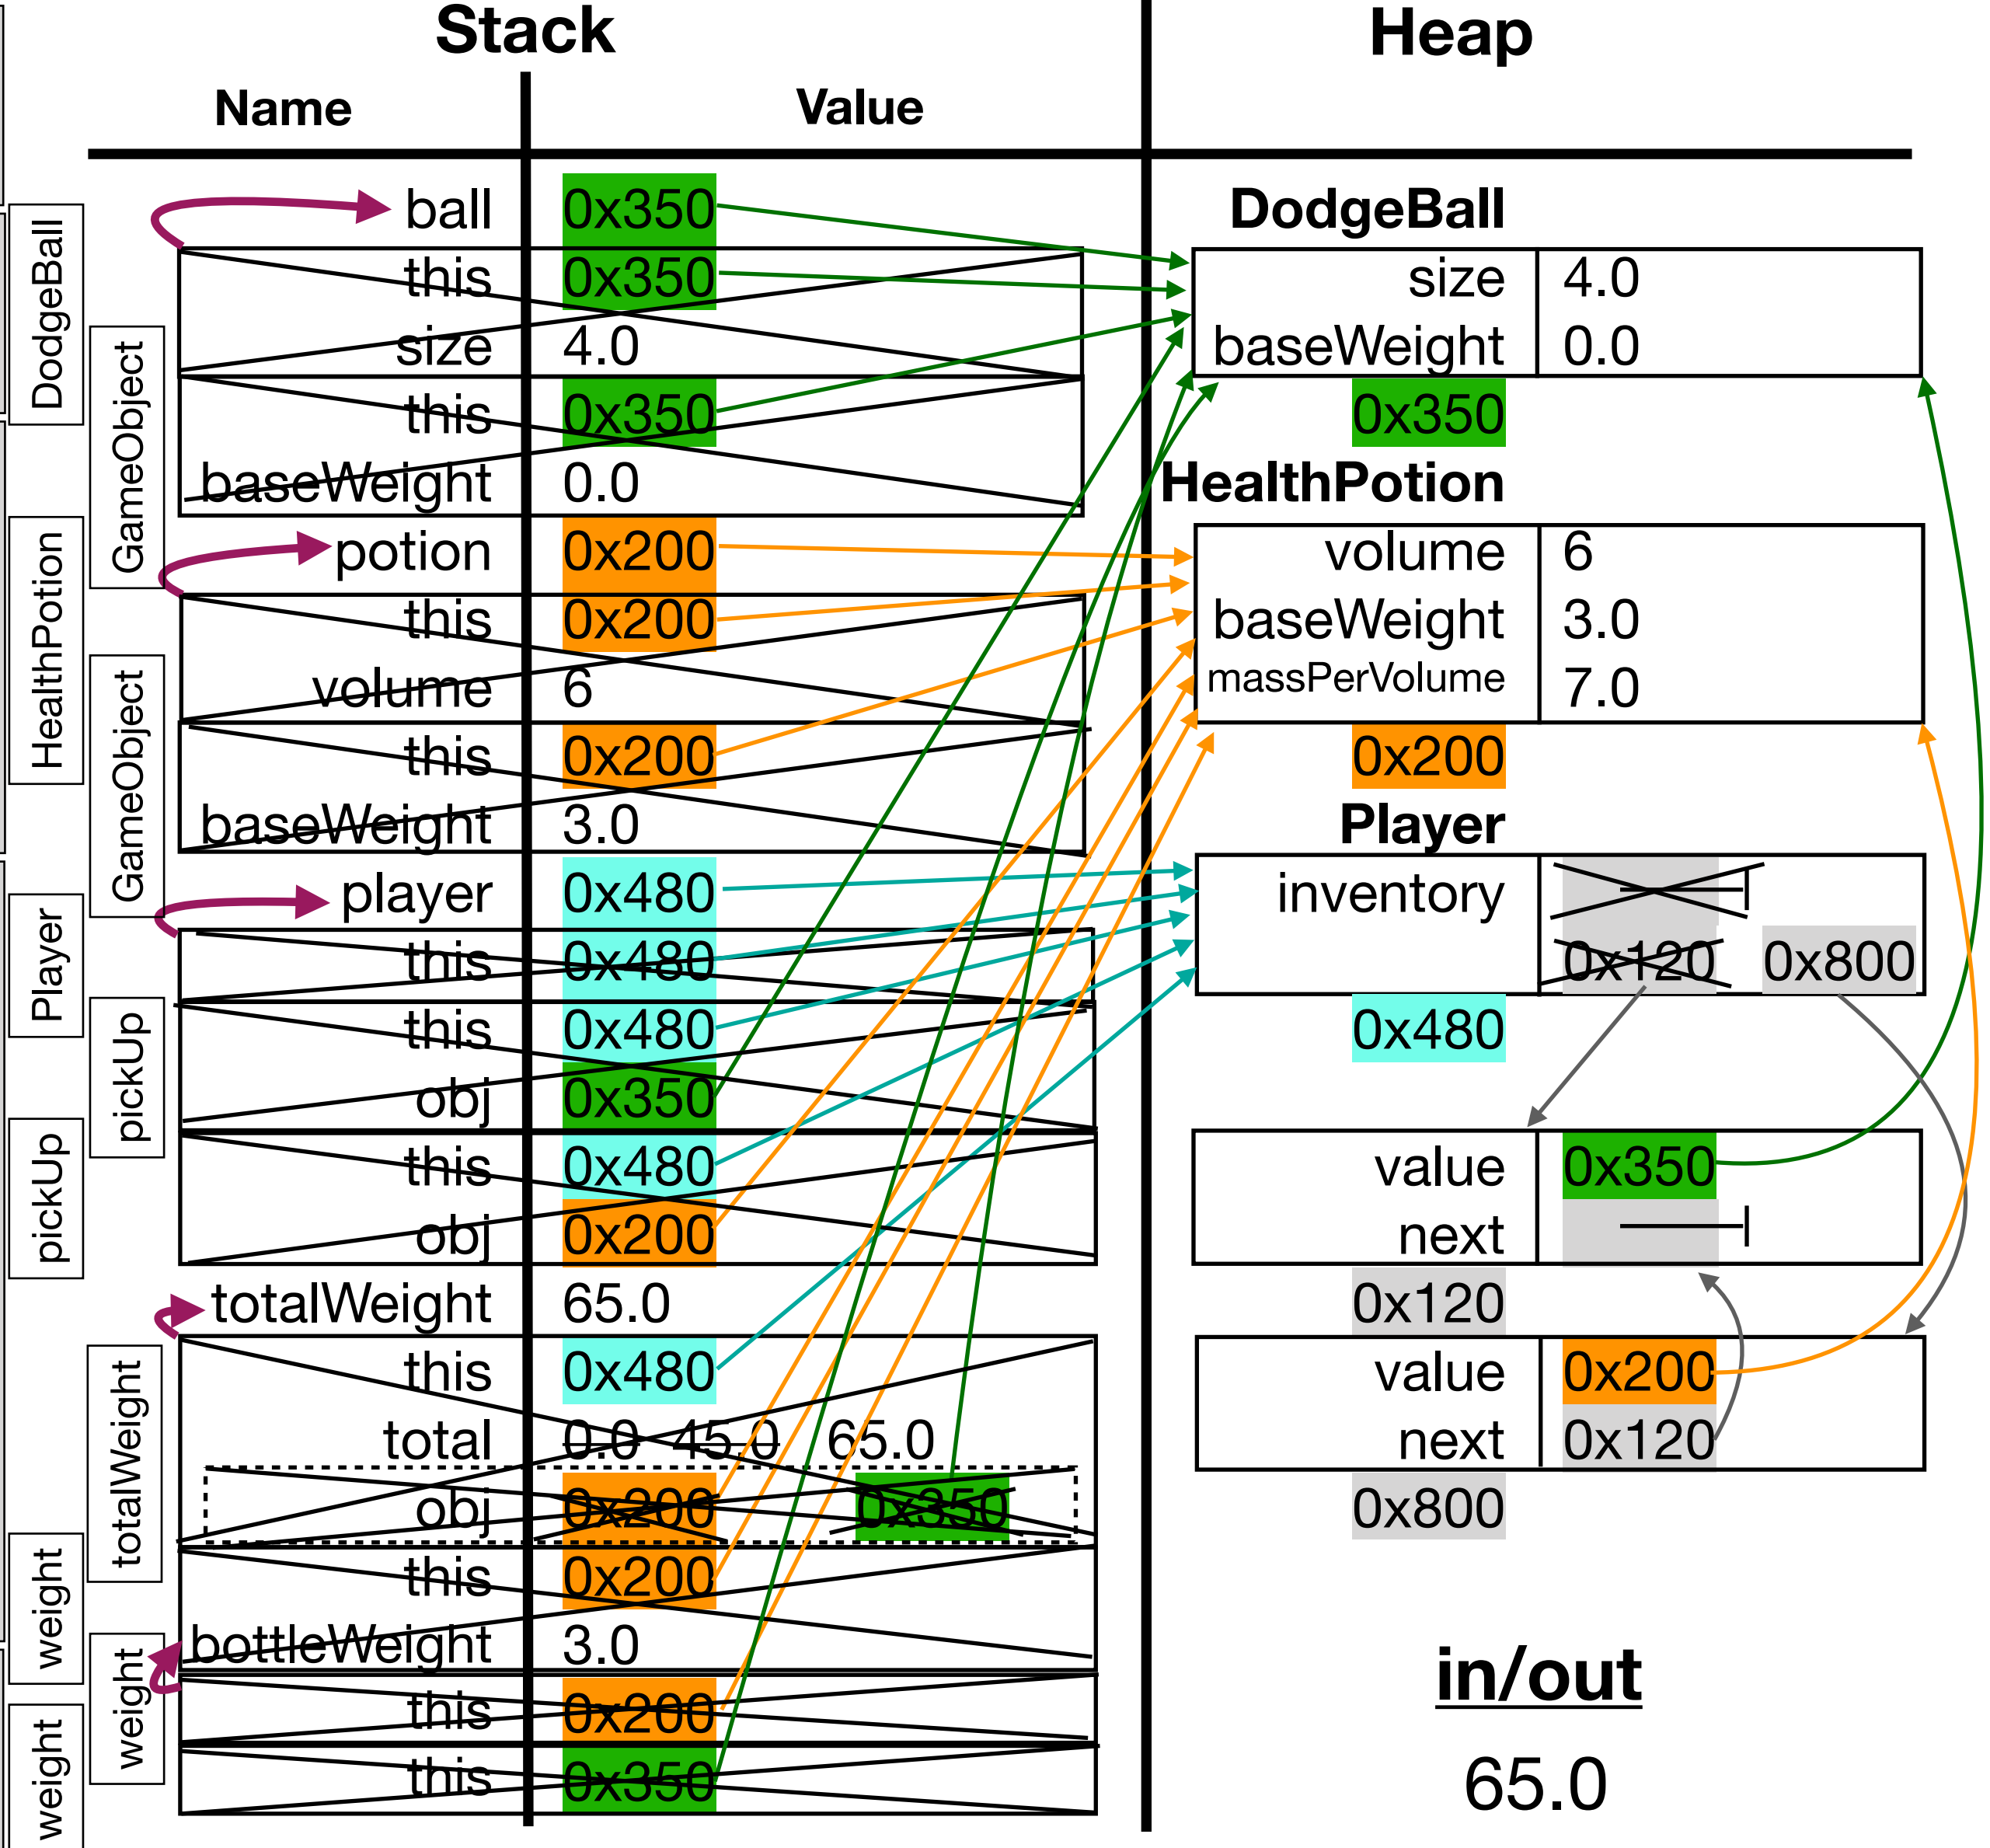 Stack
Heap
Name
Value
ball 0x350
this 0x350
size 4.0
this 0x350
baseWeight 0.0
potion 0x200
this 0x200
volume 6
this 0x200
baseWeight 3.0
player 0x480
this 0x480
this 0x480
obj 0x350
this 0x480
obj 0x200
totalWeight 65.0
this 0x480
total 0.0 45.0 65.0
obj 0x200 0x350
this 0x200
bottleWeight 3.0
this 0x200
this 0x350
DodgeBall
GameObject
HealthPotion
GameObject
Player
pickUp
pickUp
totalWeight
weight
weight
weight
DodgeBall
size 4.0
baseWeight 0.0
0x350
HealthPotion
volume 6
baseWeight 3.0
massPerVolume 7.0
0x200
Player
inventory
0x120 0x800
0x480
value 0x350
next
0x120
value 0x200
next 0x120
0x800
in/out
65.0